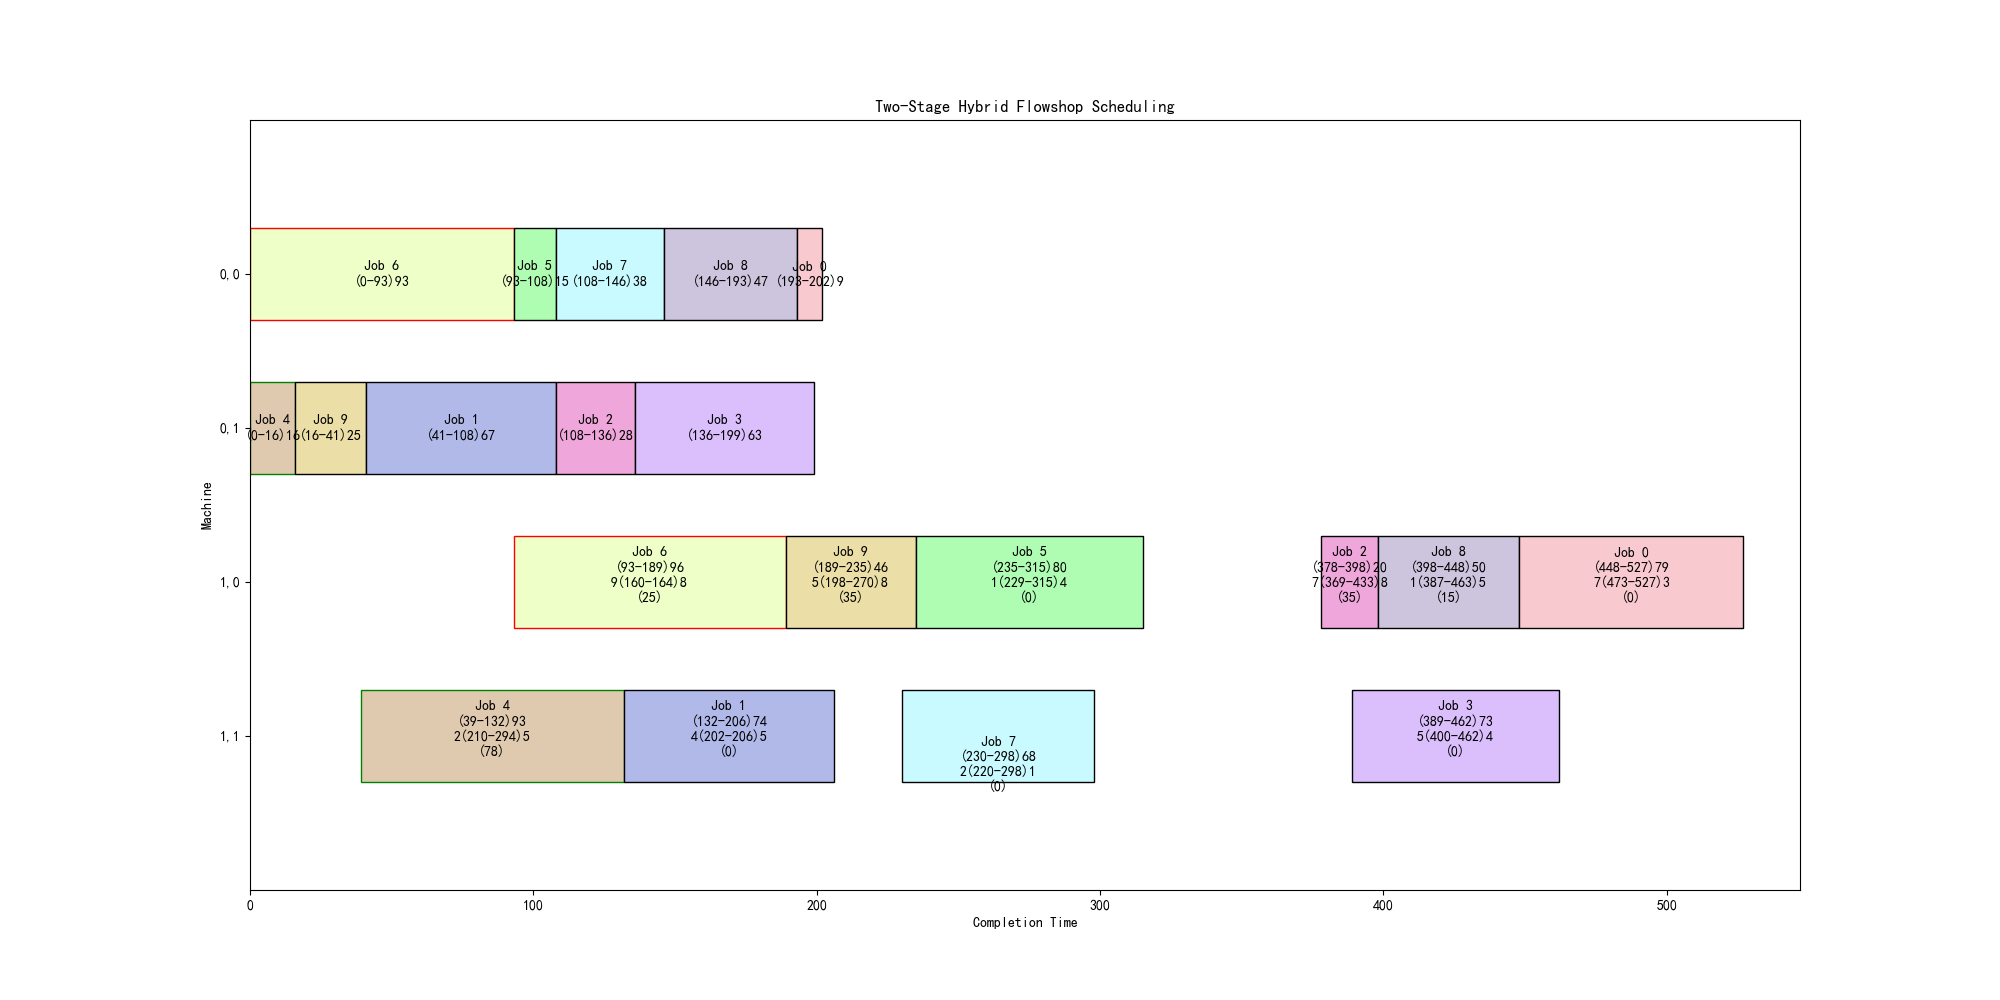 Two-Stage Hybrid Flowshop Scheduling
0,0
Job 6
(0-93)93
Job 5
(93-108)15
Job 7
(108-146)38
Job 8
(146-193)47
Job 0
(193-202)9
0,1
Job 4
(0-16)16
Job 9
(16-41)25
Job 1
(41-108)67
Job 2
(108-136)28
Job 3
(136-199)63
Machine
1,0
Job 6
(93-189)96
9(160-164)8
(25)
Job 9
(189-235)46
5(198-270)8
(35)
Job 5
(235-315)80
1(229-315)4
(0)
Job 2
(378-398)20
7(369-433)8
(35)
Job 8
(398-448)50
1(387-463)5
(15)
Job 0
(448-527)79
7(473-527)3
(0)
1,1
Job 4
(39-132)93
2(210-294)5
(78)
Job 1
(132-206)74
4(202-206)5
(0)
Job 7
(230-298)68
2(220-298)1
(0)
Job 3
(389-462)73
5(400-462)4
(0)
0
100
200
300
400
500
Completion Time